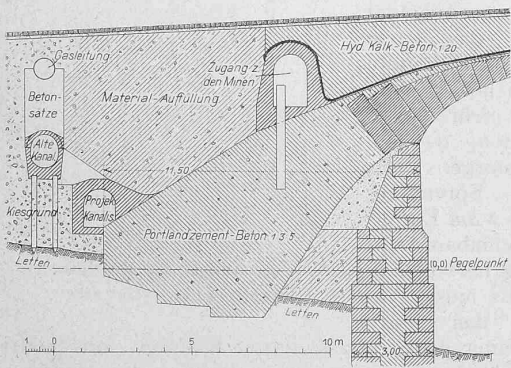 Gasleitung
Hyd. Kalk-Beton 1:20
Zugang z.
den Minen
Beton-
sätze
Material-Auffüllung
Alte
Kanal.
11,50
Projekt.
Kanalis.
Kiesgrund
Portlandzement-Beton 1:3:5
Letten
(0,0) Pegelpunkt
Letten
1 0 5 10 m
3,00